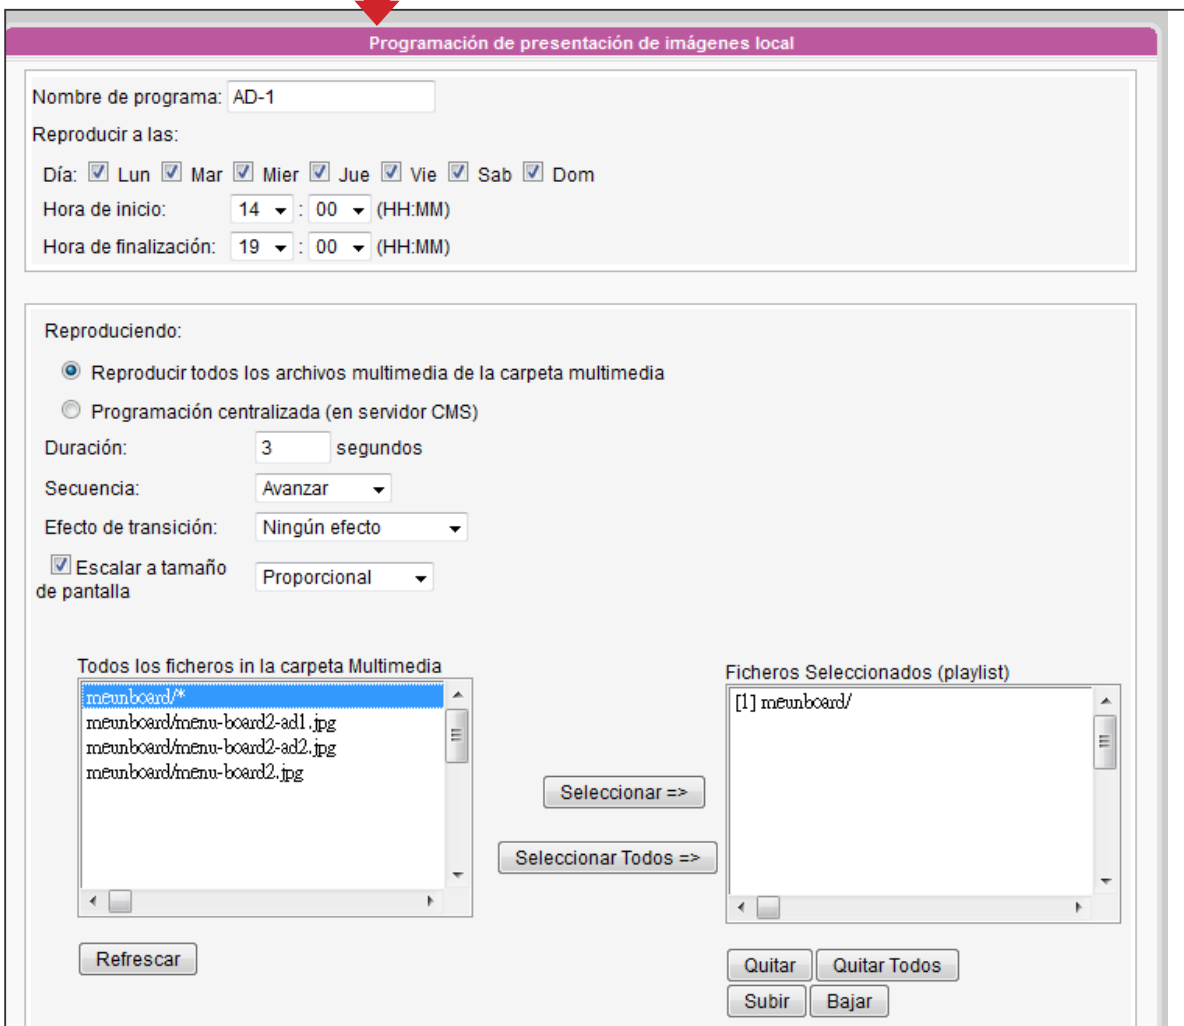 Programación de presentación de imágenes local
Nombre de programa: AD-1
Reproducir a las:
Día: Lun Mar Mier Jue Vie Sab Dom
Hora de inicio: 14 : 00 (HH:MM)
Hora de finalización: 19 : 00 (HH:MM)
Reproduciendo:
Reproducir todos los archivos multimedia de la carpeta multimedia
Programación centralizada (en servidor CMS)
Duración: 3 segundos
Secuencia: Avanzar
Efecto de transición: Ningún efecto
Escalar a tamaño
de pantalla
Proporcional
Todos los ficheros in la carpeta Multimedia
meunboard/*
meunboard/menu-board2-ad1.jpg
meunboard/menu-board2-ad2.jpg
meunboard/menu-board2.jpg
Refrescar
Seleccionar =>
Seleccionar Todos =>
Ficheros Seleccionados (playlist)
[1] meunboard/
Quitar Quitar Todos
Subir Bajar